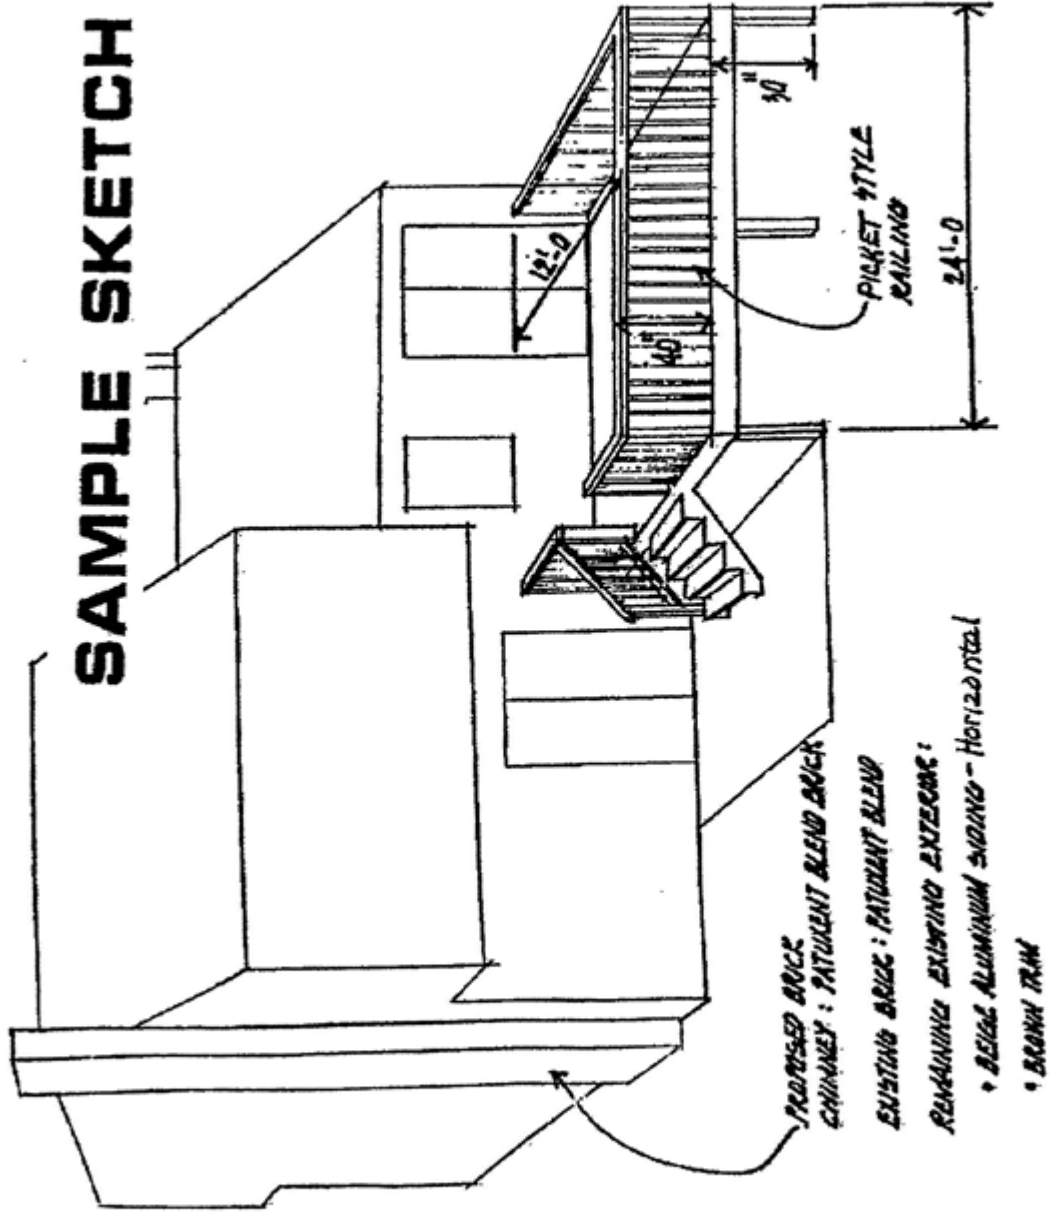 SAMPLE SKETCH
12'-0
40"
30"
PICKET STYLE
RAILING
24'-0
PROPOSED BRICK
CHIMNEY : PATUXENT BLEND BRICK
EXISTING BRICK : PATUXENT BLEND
REMAINING EXISTING EXTERIOR :
• BEIGE ALUMINUM SIDING - Horizontal
• BROWN TRIM